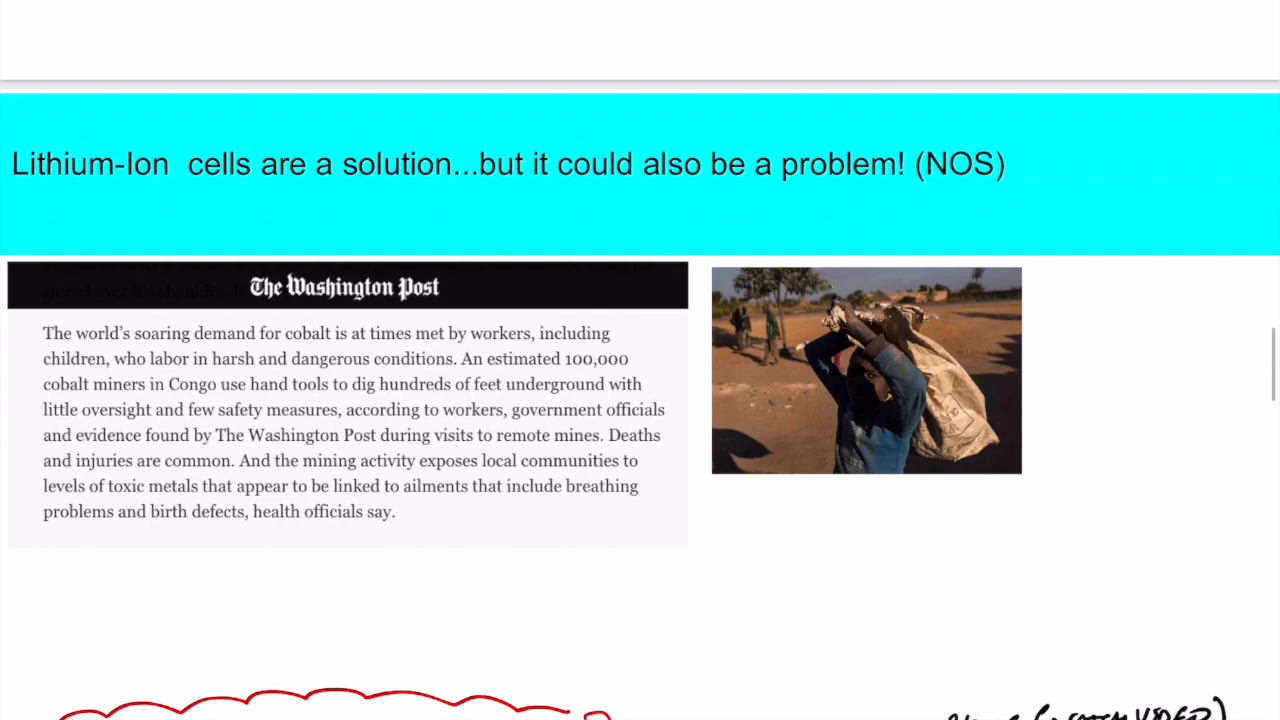 Lithium-Ion  cells are a solution...but it could also be a problem! (NOS)
The Washington Post
The world's soaring demand for cobalt is at times met by workers, including
children, who labor in harsh and dangerous conditions. An estimated 100,000
cobalt miners in Congo use hand tools to dig hundreds of feet underground with
little oversight and few safety measures, according to workers, government officials
and evidence found by The Washington Post during visits to remote mines. Deaths
and injuries are common. And the mining activity exposes local communities to
levels of toxic metals that appear to be linked to ailments that include breathing
problems and birth defects, health officials say.